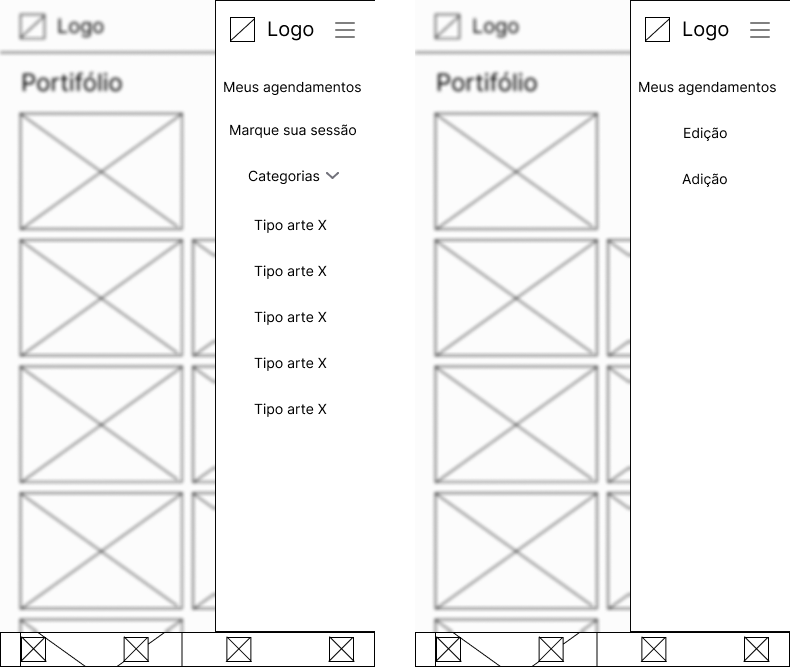 Logo
Portifólio
Logo
Meus agendamentos
Marque sua sessão
Categorias
Tipo arte X
Tipo arte X
Tipo arte X
Tipo arte X
Tipo arte X
Logo
Portifólio
Logo
Meus agendamentos
Edição
Adição